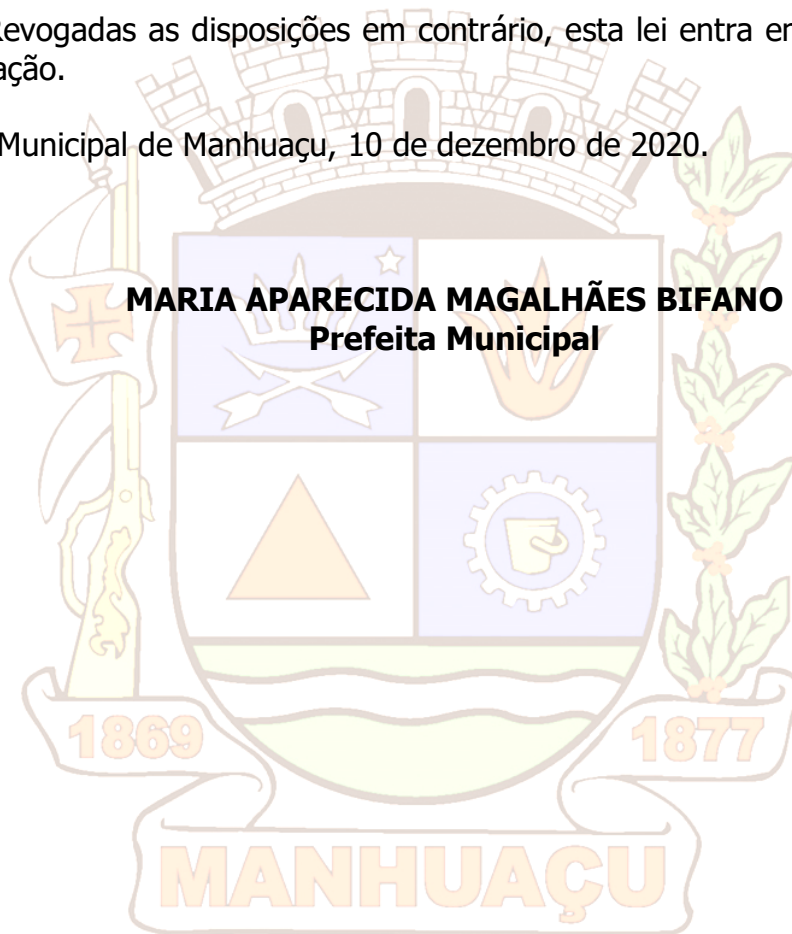 Revogadas as disposições em contrário, esta lei entra em
ação.
Municipal de Manhuaçu, 10 de dezembro de 2020.
MARIA APARECIDA MAGALHÃES BIFANO
Prefeita Municipal
1869
1877
MANHUAÇU